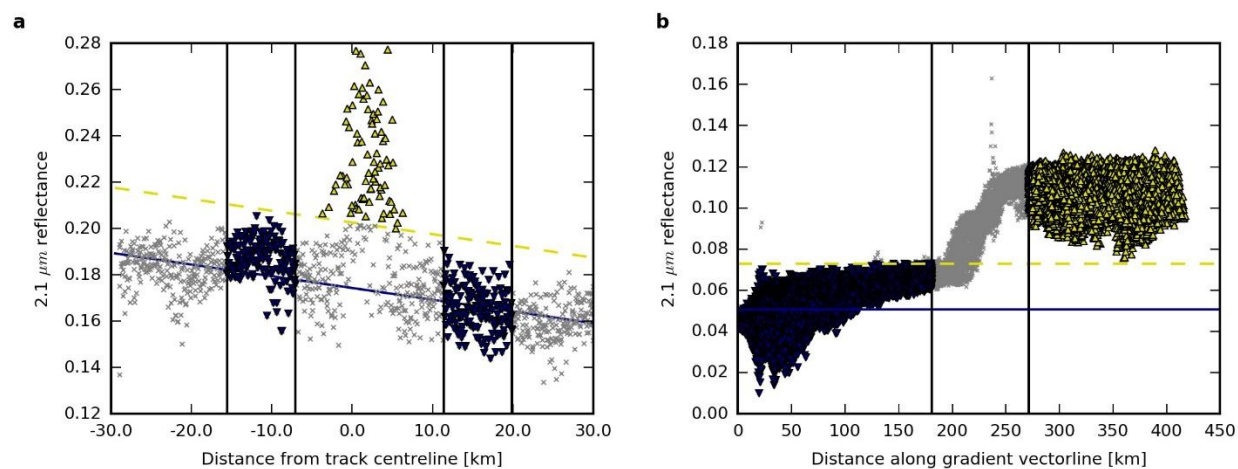 a
0.28
0.26
0.24
0.22
0.20
0.18
0.16
0.14
0.12
2.1 μm reflectance
-30.0 -20.0 -10.0 0.0 10.0 20.0 30.0
Distance from track centreline [km]
b
0.18
0.16
0.14
0.12
0.10
0.08
0.06
0.04
0.02
0.00
2.1 μm reflectance
0 50 100 150 200 250 300 350 400 450
Distance along gradient vectorline [km]